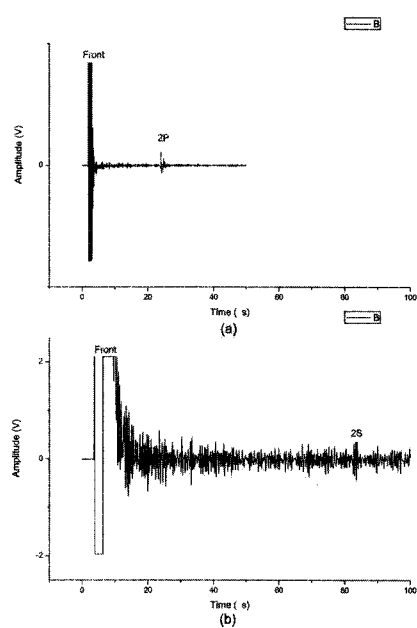 B
Front
2P
Amplitude (V)
0
0 20 40 60 80 100
Time ( s)
(a)
B
Front
2S
Amplitude (V)
2
0
-2
0 20 40 60 80 100
Time ( s)
(b)